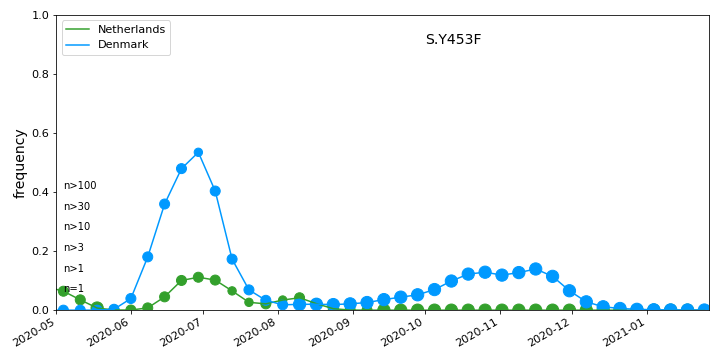 1.0
Netherlands
Denmark
S.Y453F
0.8
0.6
frequency
n>100
0.4
n>30
n>10
n>3
0.2
n>1
n=1
0.0
2020-05
2020-06
2020-07
2020-08
2020-09
2020-10
2020-11
2020-12
2021-01